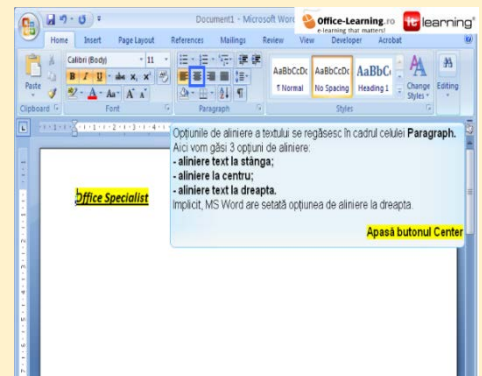 Document1 - Microsoft Word
Office-Learning.ro
e-learning that matters!
it learning
Home Insert Page Layout References Mailings Review View Developer Acrobat
Calibri (Body) 11
Paste
AaBbCcDc AaBbCcDc AaBbC
¶ Normal No Spacing Heading 1
Change Styles
Editing
Clipboard Font Paragraph Styles
Opțiunile de aliniere a textului se regăsesc în cadrul celulei Paragraph.
Aici vom găsi 3 opțiuni de aliniere:
- aliniere text la stânga;
- aliniere la centru;
- aliniere text la dreapta.
Implicit, MS Word are setată opțiunea de aliniere la dreapta.
Apasă butonul Center
Office Specialist